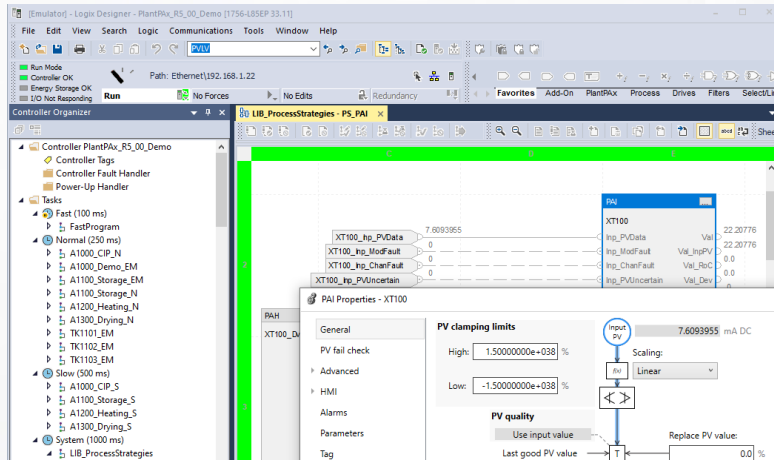 [Emulator] - Logix Designer - PlantPAx_R5_00_Demo [1756-L85EP 33.11]
File Edit View Search Logic Communications Tools Window Help
PVLV
Run Mode
Controller OK
Energy Storage OK
I/O Not Responding
Path: Ethernet\192.168.1.22
Run
No Forces
No Edits
Redundancy
Favorites Add-On PlantPAx Process Drives Filters Select/Li
Controller Organizer
LIB_ProcessStrategies - PS_PAI
abcd
Shee
Controller PlantPAx_R5_00_Demo
Controller Tags
Controller Fault Handler
Power-Up Handler
Tasks
Fast (100 ms)
FastProgram
Normal (250 ms)
A1000_CIP_N
A1000_Demo_EM
A1100_Storage_EM
A1100_Storage_N
A1200_Heating_N
A1300_Drying_N
TK1101_EM
TK1102_EM
TK1103_EM
Slow (500 ms)
A1000_CIP_S
A1100_Storage_S
A1200_Heating_S
A1300_Drying_S
System (1000 ms)
LIB_ProcessStrategies
PAI
XT100
XT100_Inp_PVData
7.6093955
Inp_PVData
Val
22.20776
XT100_Inp_ModFault
0
Inp_ModFault
Val_InpPV
22.20776
XT100_Inp_ChanFault
0
Inp_ChanFault
Val_RoC
0.0
XT100_Inp_PVUncertain
0
Inp_PVUncertain
Val_Dev
0.0
0
PAH
XT100_D
PAI Properties - XT100
General
PV fail check
Advanced
HMI
Alarms
Parameters
Tag
PV clamping limits
High: 1.50000000e+038 %
Low: -1.50000000e+038 %
Input
PV
7.6093955 mA DC
Scaling:
f(x)
Linear
PV quality
Use input value
Last good PV value
T
Replace PV value:
0.0 %